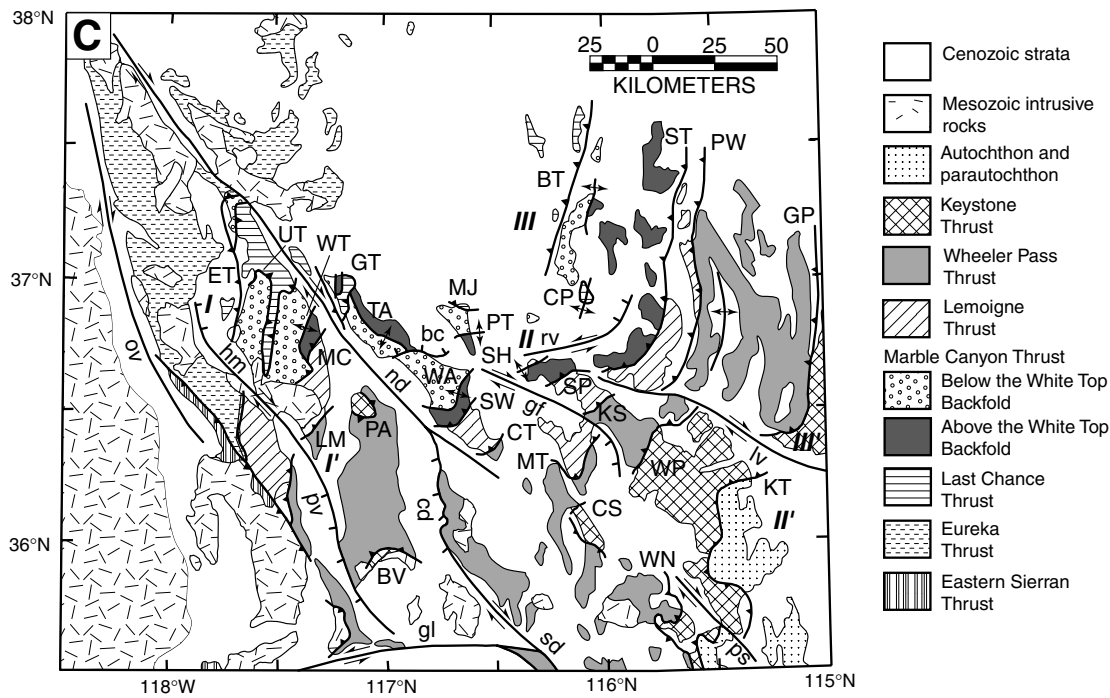 38°N
C
25 0 25 50
KILOMETERS
ST PW
BT
III
GP
37°N
UT WT
GT
ET
I
TA
MJ
CP
bc
PT
II rv
ov
nm
MC
SH
nd
WA
SP
SW
gf
KS
PA
LM
I'
CT
MT
WP
lv
III'
KT
pv
cd
CS
II'
36°N
BV
WN
gl
sd
ps
118°W 117°W 116°W 115°N
Cenozoic strata
Mesozoic intrusive
rocks
Autochthon and
parautochthon
Keystone
Thrust
Wheeler Pass
Thrust
Lemoigne
Thrust
Marble Canyon Thrust
Below the White Top
Backfold
Above the White Top
Backfold
Last Chance
Thrust
Eureka
Thrust
Eastern Sierran
Thrust